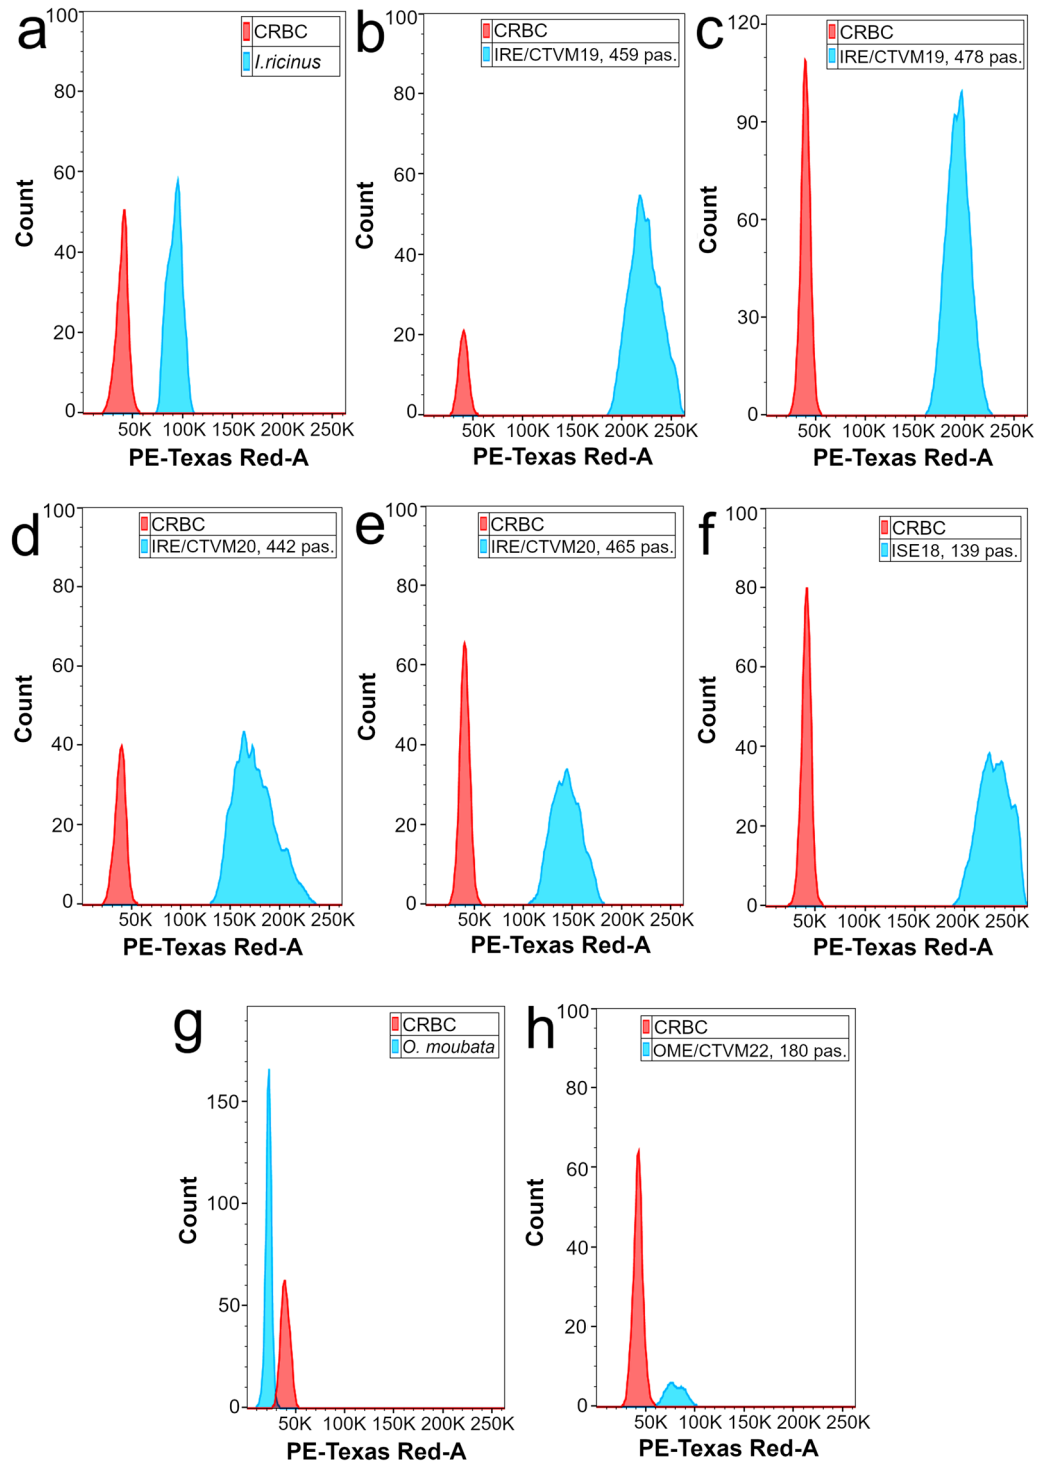 a
CRBC
I.ricinus
Count
100
80
60
40
20
0
50K 100K 150K 200K 250K
PE-Texas Red-A
b
CRBC
IRE/CTVM19, 459 pas.
Count
100
80
60
40
20
0
50K 100K 150K 200K 250K
PE-Texas Red-A
c
CRBC
IRE/CTVM19, 478 pas.
Count
120
90
60
30
0
50K 100K 150K 200K 250K
PE-Texas Red-A
d
CRBC
IRE/CTVM20, 442 pas.
Count
100
80
60
40
20
0
50K 100K 150K 200K 250K
PE-Texas Red-A
e
CRBC
IRE/CTVM20, 465 pas.
Count
100
80
60
40
20
0
50K 100K 150K 200K 250K
PE-Texas Red-A
f
CRBC
ISE18, 139 pas.
Count
100
80
60
40
20
0
50K 100K 150K 200K 250K
PE-Texas Red-A
g
CRBC
O. moubata
Count
150
100
50
0
50K 100K 150K 200K 250K
PE-Texas Red-A
h
CRBC
OME/CTVM22, 180 pas.
Count
100
80
60
40
20
0
50K 100K 150K 200K 250K
PE-Texas Red-A